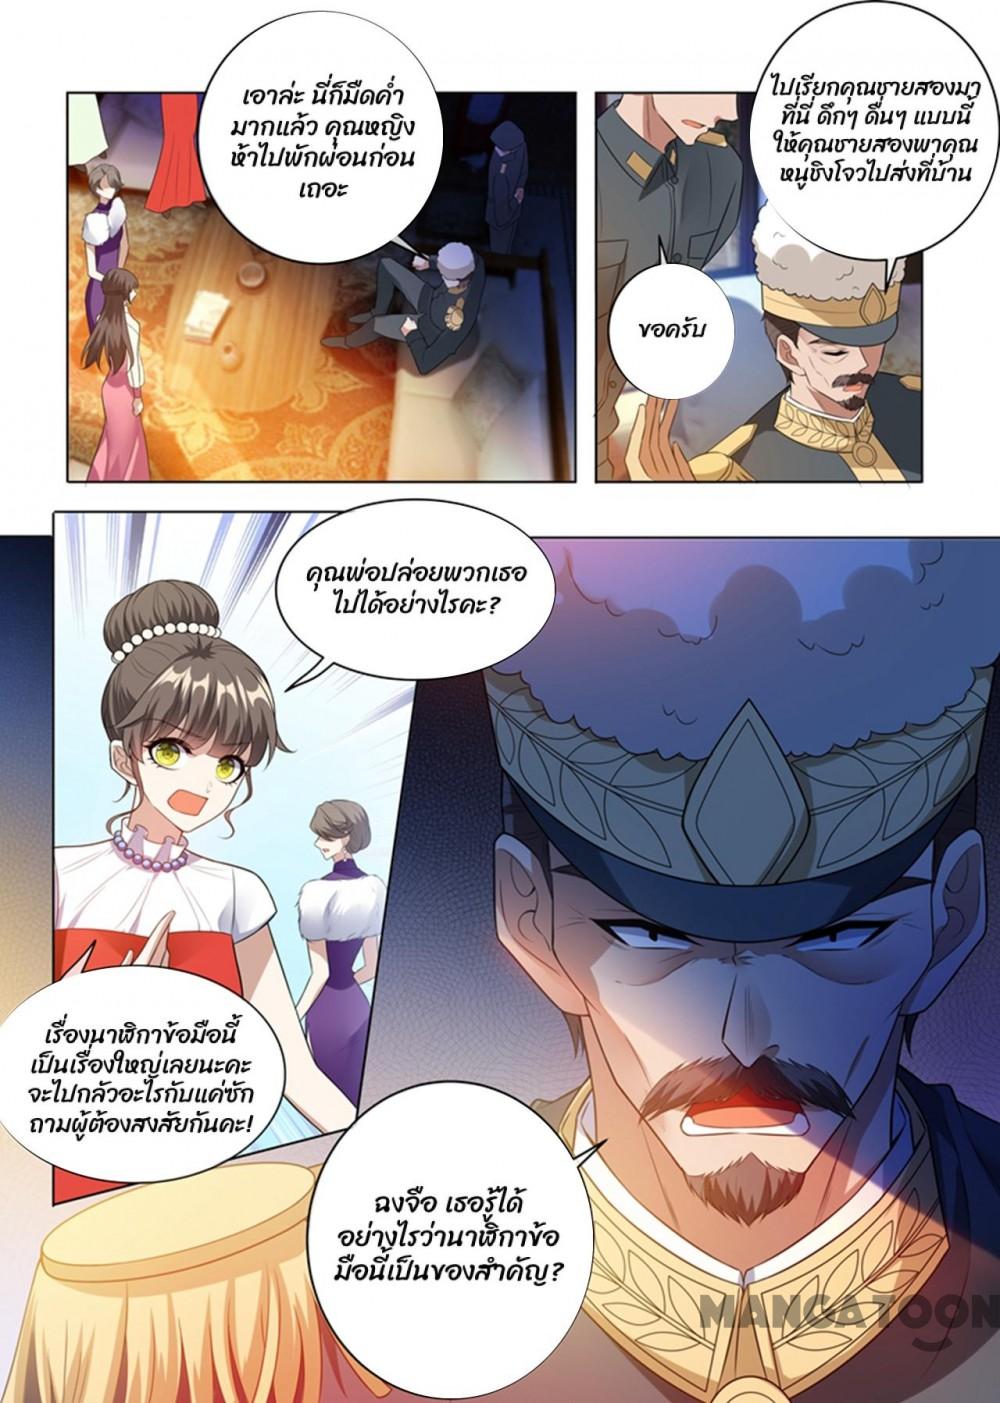 เอาล่ะ นี่ก็มืดค่ำ
มากแล้ว คุณหญิง
ห้าไปพักผ่อนก่อน
เถอะ
ไปเรียกคุณชายสองมา
ที่นี่ ดึกๆ ดื่นๆ แบบนี้
ให้คุณชายสองพาคุณ
หนูชิงโจวไปส่งที่บ้าน
ขอครับ
คุณพ่อปล่อยพวกเธอ
ไปได้อย่างไรคะ?
เรื่องนาฬิกาข้อมือนี้
เป็นเรื่องใหญ่เลยนะคะ
จะไปกลัวอะไรกับแค่ซัก
ถามผู้ต้องสงสัยกันคะ!
ฉงจือ เธอรู้ได้
อย่างไรว่านาฬิกาข้อ
มือนี้เป็นของสำคัญ?
MANGATOON